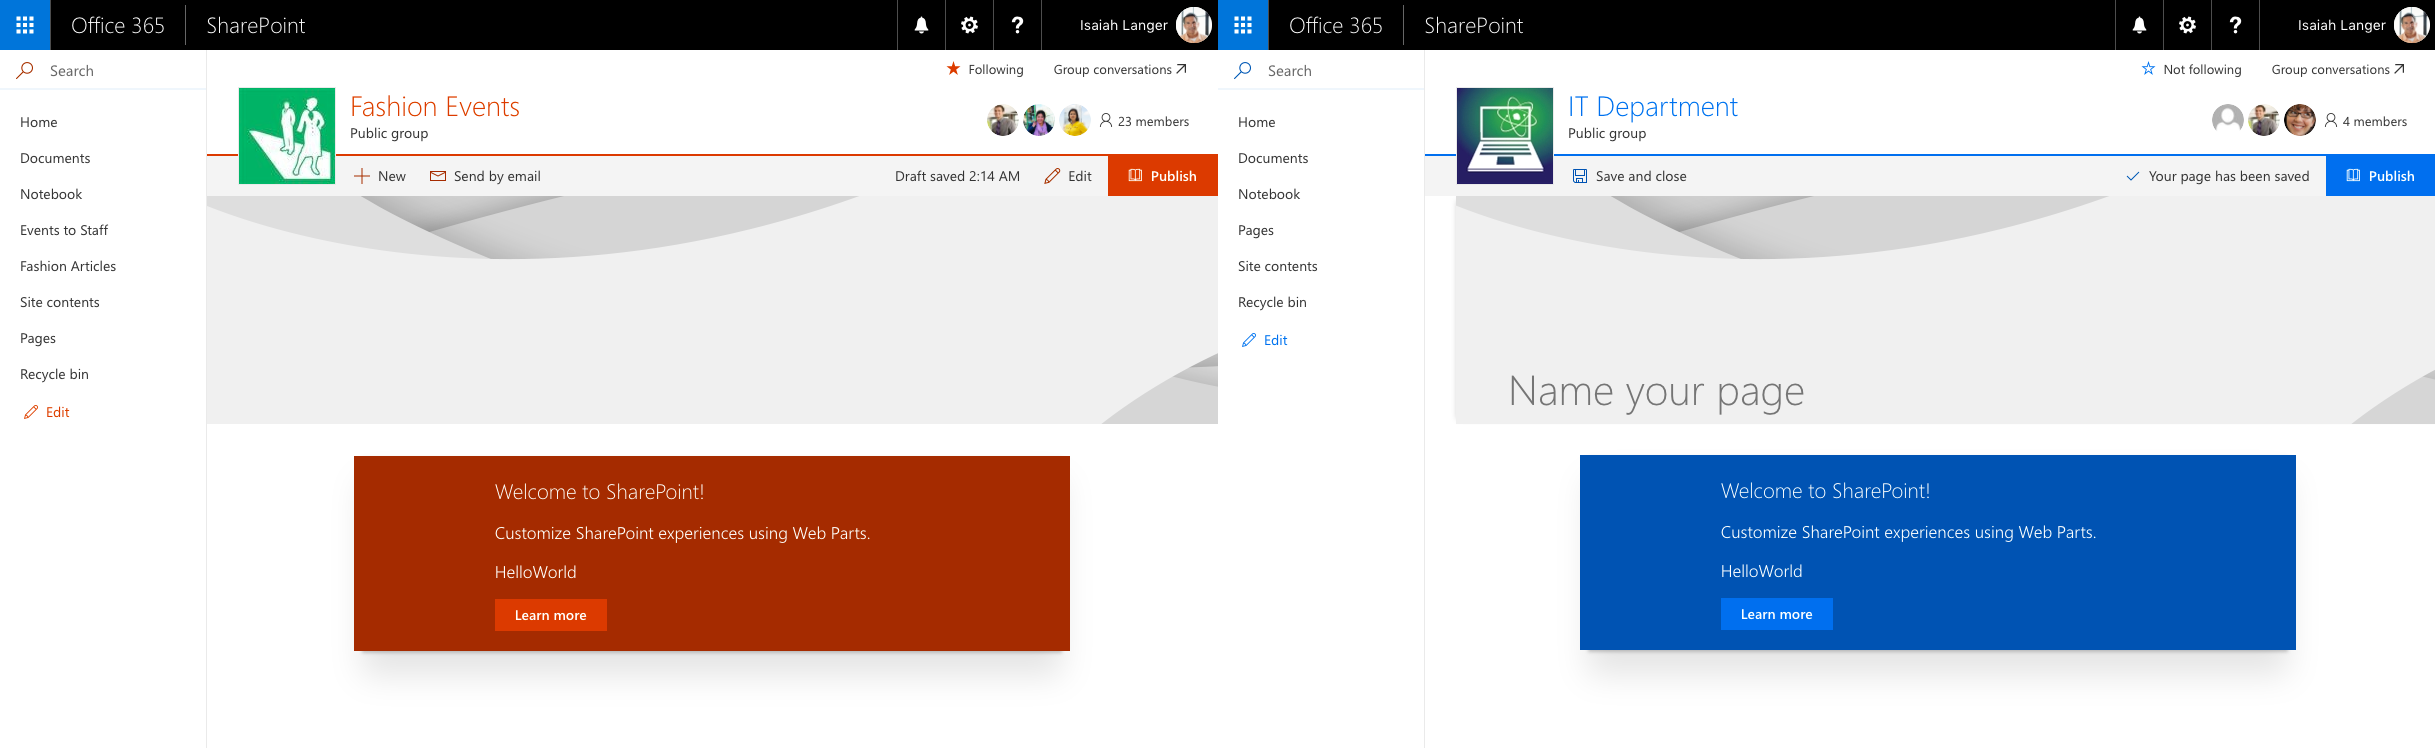 Office 365
SharePoint
Isaiah Langer
Search
Following
Group conversations
Fashion Events
Public group
23 members
New
Send by email
Draft saved 2:14 AM
Edit
Publish
Home
Documents
Notebook
Events to Staff
Fashion Articles
Site contents
Pages
Recycle bin
Edit
Welcome to SharePoint!
Customize SharePoint experiences using Web Parts.
HelloWorld
Learn more
Office 365
SharePoint
Isaiah Langer
Search
Not following
Group conversations
IT Department
Public group
4 members
Save and close
Your page has been saved
Publish
Home
Documents
Notebook
Pages
Site contents
Recycle bin
Edit
Name your page
Welcome to SharePoint!
Customize SharePoint experiences using Web Parts.
HelloWorld
Learn more